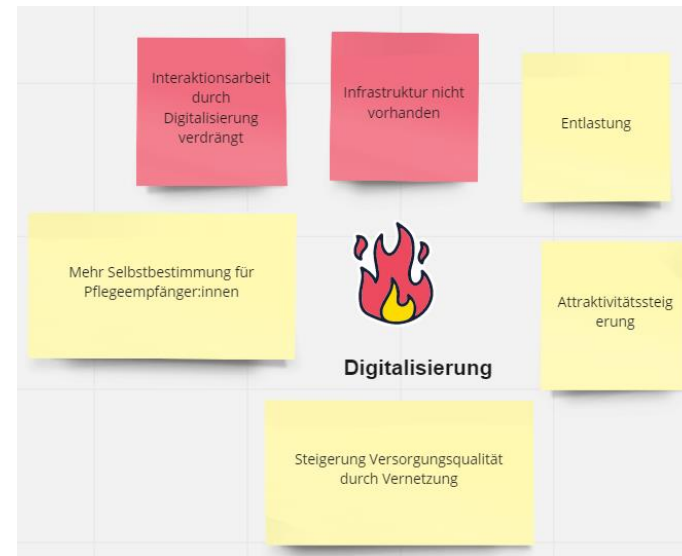 Interaktionsarbeit
durch
Digitalisierung
verdrängt
Infrastruktur nicht
vorhanden
Entlastung
Mehr Selbstbestimmung für
Pflegeempfänger:innen
Attraktivitätssteig
erung
Digitalisierung
Steigerung Versorgungsqualität
durch Vernetzung